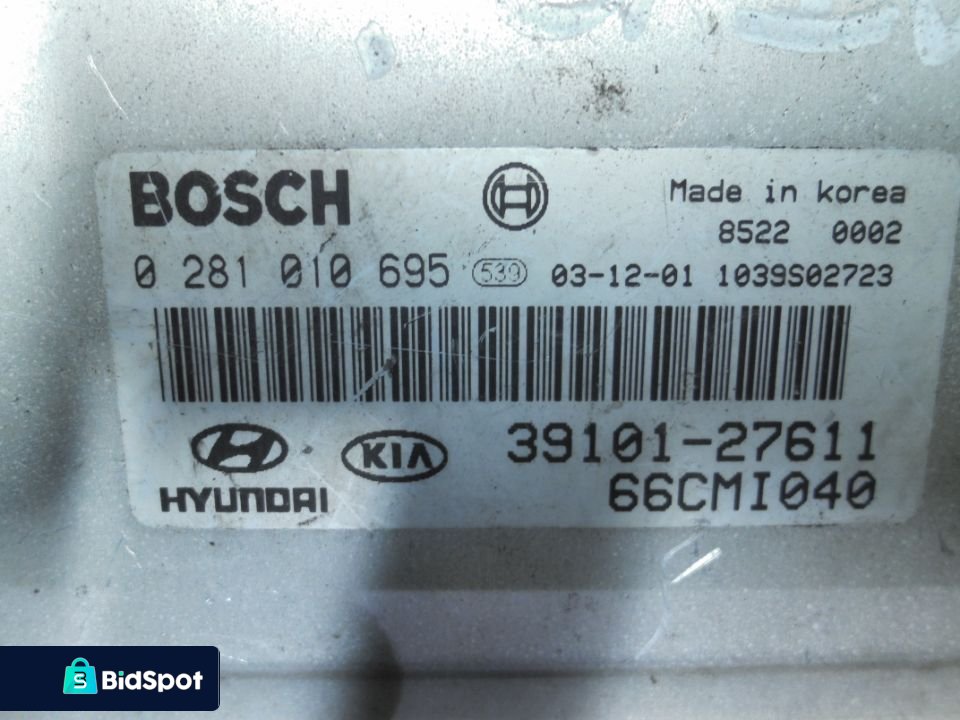 BOSCH
Made in korea
8522 0002
0 281 010 695 539 03-12-01 1039S02723
HYUNDAI
KIA
39101-27611
66CMI040
BidSpot